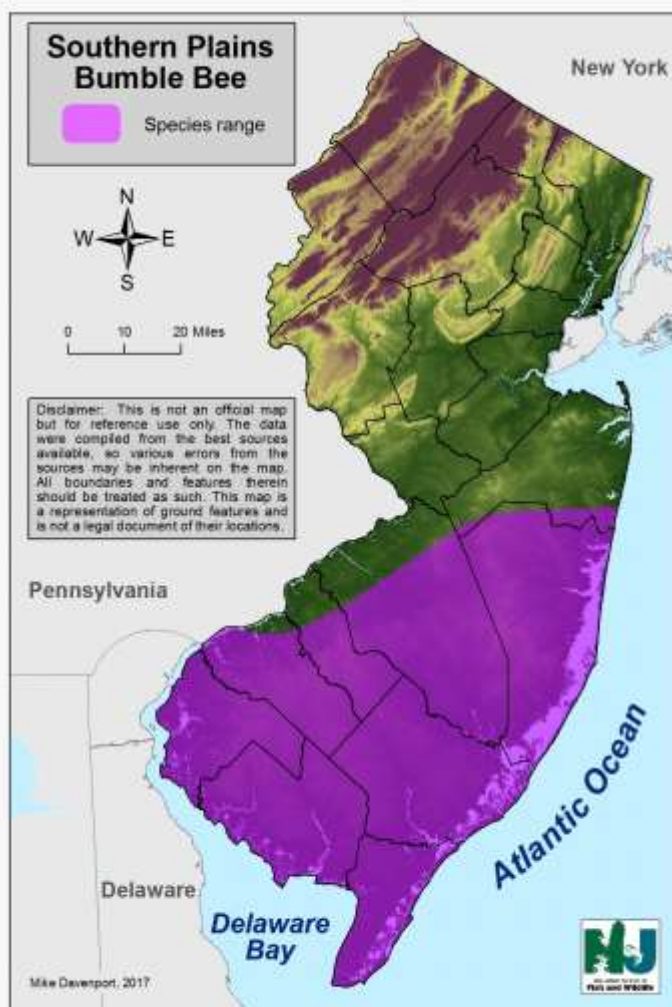 Southern Plains
Bumble Bee
Species range
New York
N
W E
S
0 10 20 Miles
Disclaimer: This is not an official map
but for reference use only. The data
were compiled from the best sources
available, so various errors from the
sources may be inherent on the map.
All boundaries and features therein
should be treated as such. This map is
a representation of ground features and
is not a legal document of their locations.
Pennsylvania
Atlantic Ocean
Delaware
Delaware
Bay
NJ
Fish and Wildlife
Mike Davenport, 2017